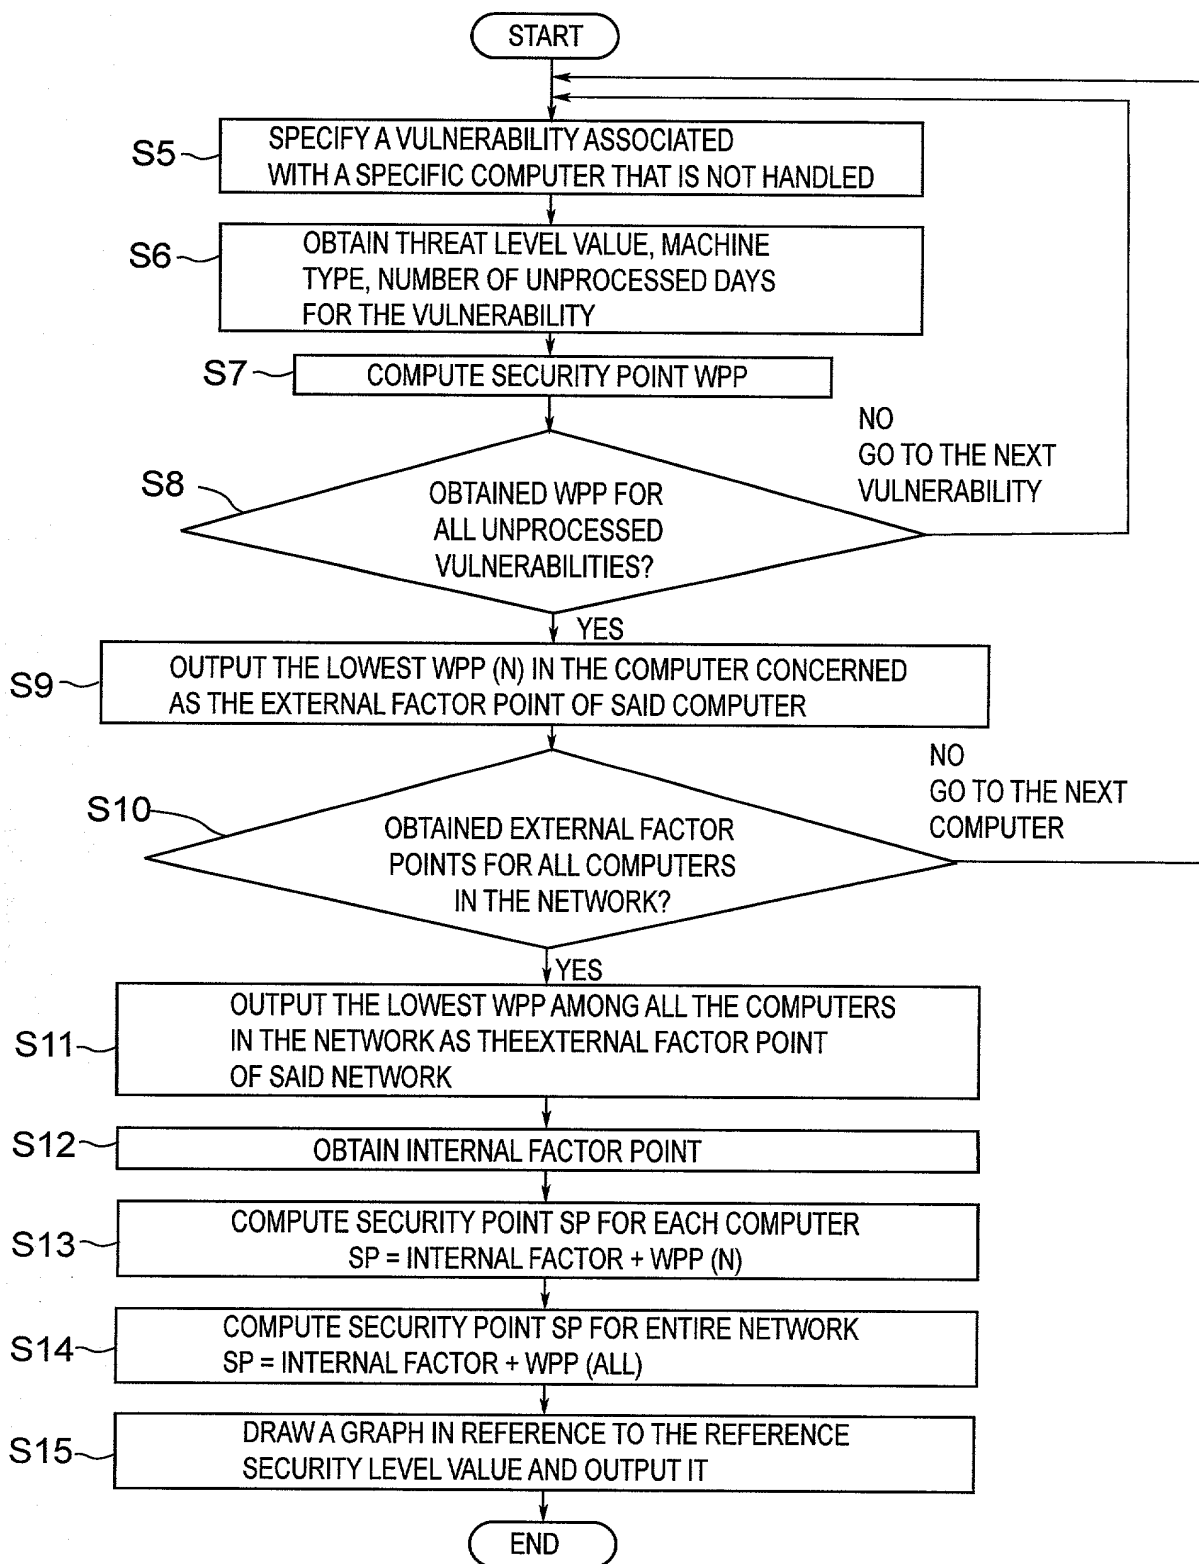 START
S5
SPECIFY A VULNERABILITY ASSOCIATED
WITH A SPECIFIC COMPUTER THAT IS NOT HANDLED
S6
OBTAIN THREAT LEVEL VALUE, MACHINE
TYPE, NUMBER OF UNPROCESSED DAYS
FOR THE VULNERABILITY
S7
COMPUTE SECURITY POINT WPP
NO
GO TO THE NEXT
VULNERABILITY
S8
OBTAINED WPP FOR
ALL UNPROCESSED
VULNERABILITIES?
YES
S9
OUTPUT THE LOWEST WPP (N) IN THE COMPUTER CONCERNED
AS THE EXTERNAL FACTOR POINT OF SAID COMPUTER
NO
GO TO THE NEXT
COMPUTER
S10
OBTAINED EXTERNAL FACTOR
POINTS FOR ALL COMPUTERS
IN THE NETWORK?
YES
S11
OUTPUT THE LOWEST WPP AMONG ALL THE COMPUTERS
IN THE NETWORK AS THEEXTERNAL FACTOR POINT
OF SAID NETWORK
S12
OBTAIN INTERNAL FACTOR POINT
S13
COMPUTE SECURITY POINT SP FOR EACH COMPUTER
SP = INTERNAL FACTOR + WPP (N)
S14
COMPUTE SECURITY POINT SP FOR ENTIRE NETWORK
SP = INTERNAL FACTOR + WPP (ALL)
S15
DRAW A GRAPH IN REFERENCE TO THE REFERENCE
SECURITY LEVEL VALUE AND OUTPUT IT
END